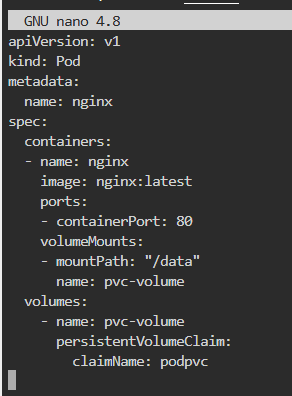 GNU nano 4.8
apiVersion: v1
kind: Pod
metadata:
  name: nginx
spec:
  containers:
  - name: nginx
    image: nginx:latest
    ports:
    - containerPort: 80
    volumeMounts:
    - mountPath: "/data"
      name: pvc-volume
  volumes:
    - name: pvc-volume
      persistentVolumeClaim:
        claimName: podpvc